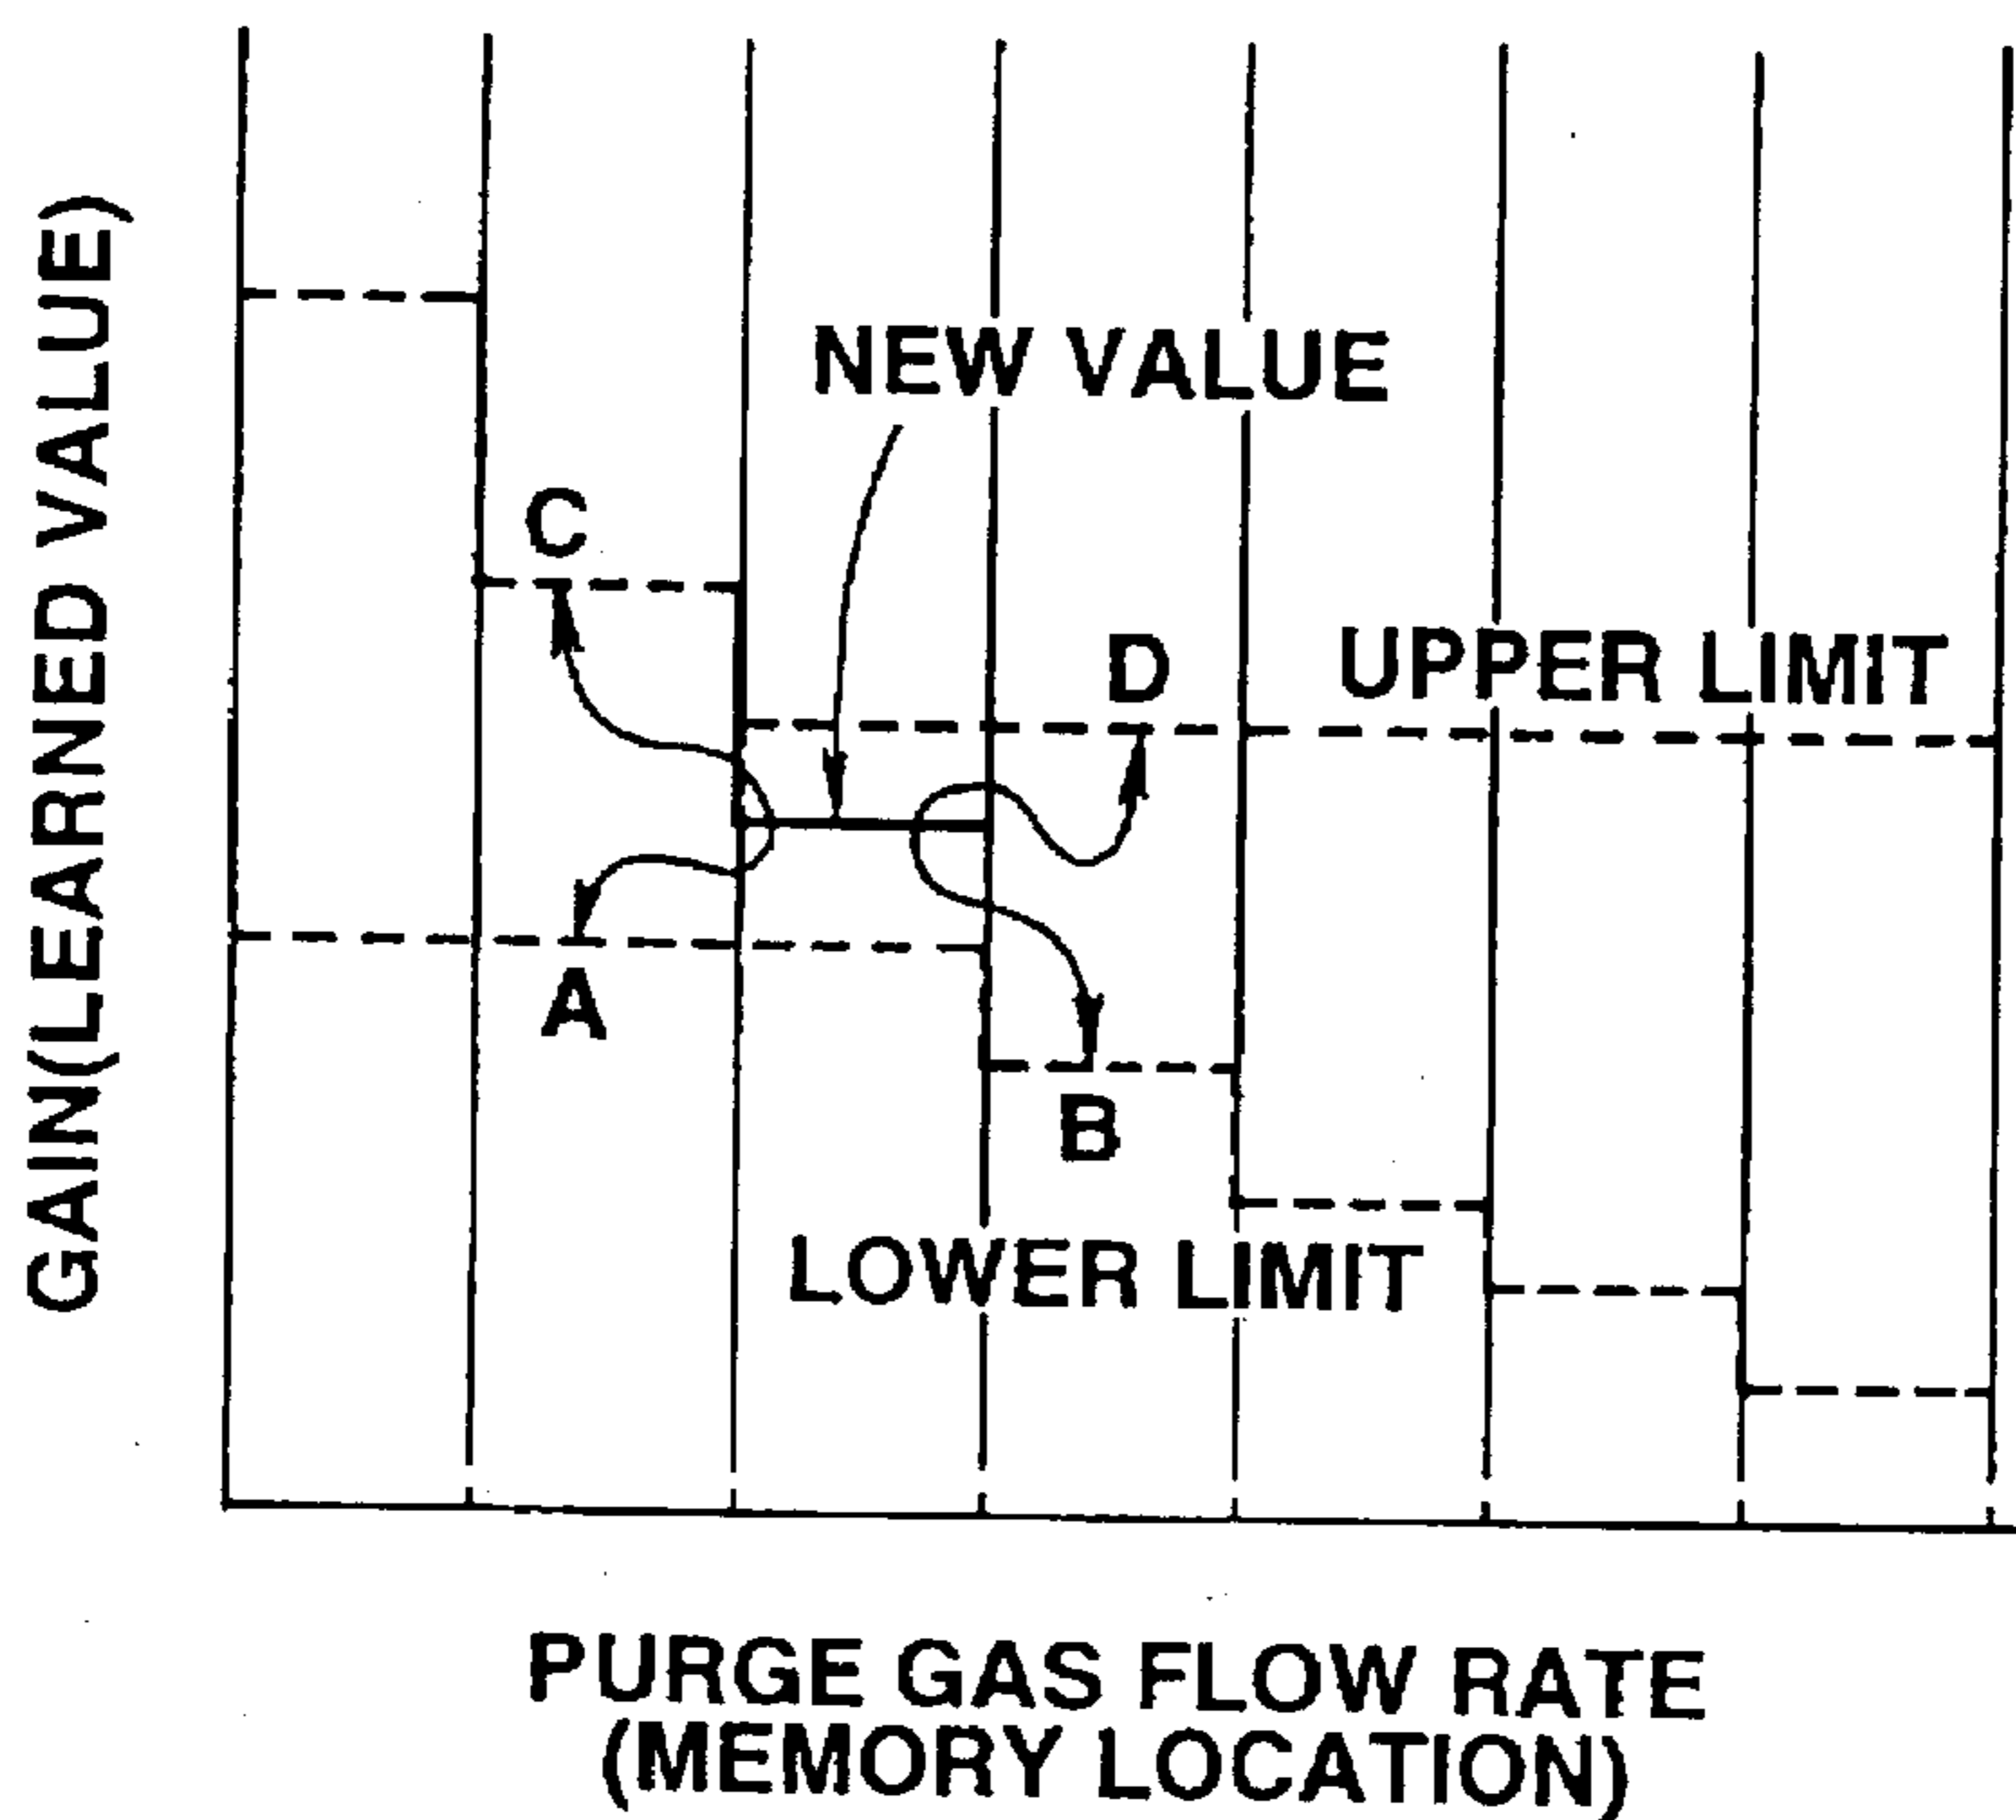 GAIN(LEARNED VALUE)
NEW VALUE
C
D
UPPER LIMIT
A
B
LOWER LIMIT
PURGE GAS FLOW RATE
(MEMORY LOCATION)